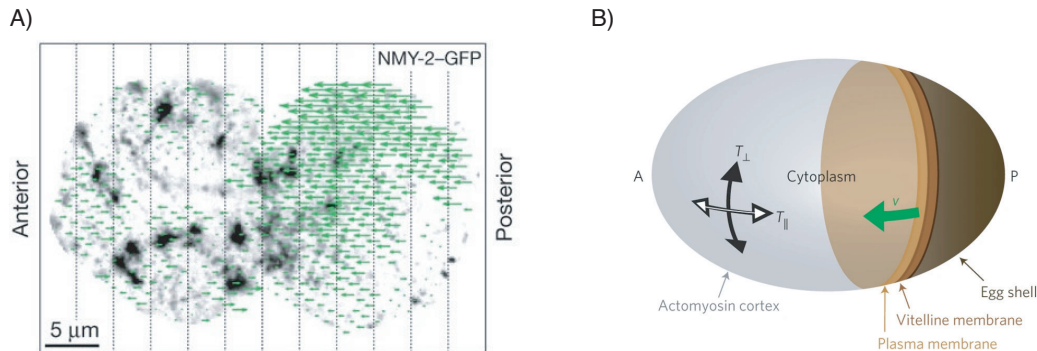 A)
NMY-2–GFP
Anterior
Posterior
5 μm
B)
T⊥
A
Cytoplasm
P
T∥
v
Actomyosin cortex
Egg shell
Vitelline membrane
Plasma membrane